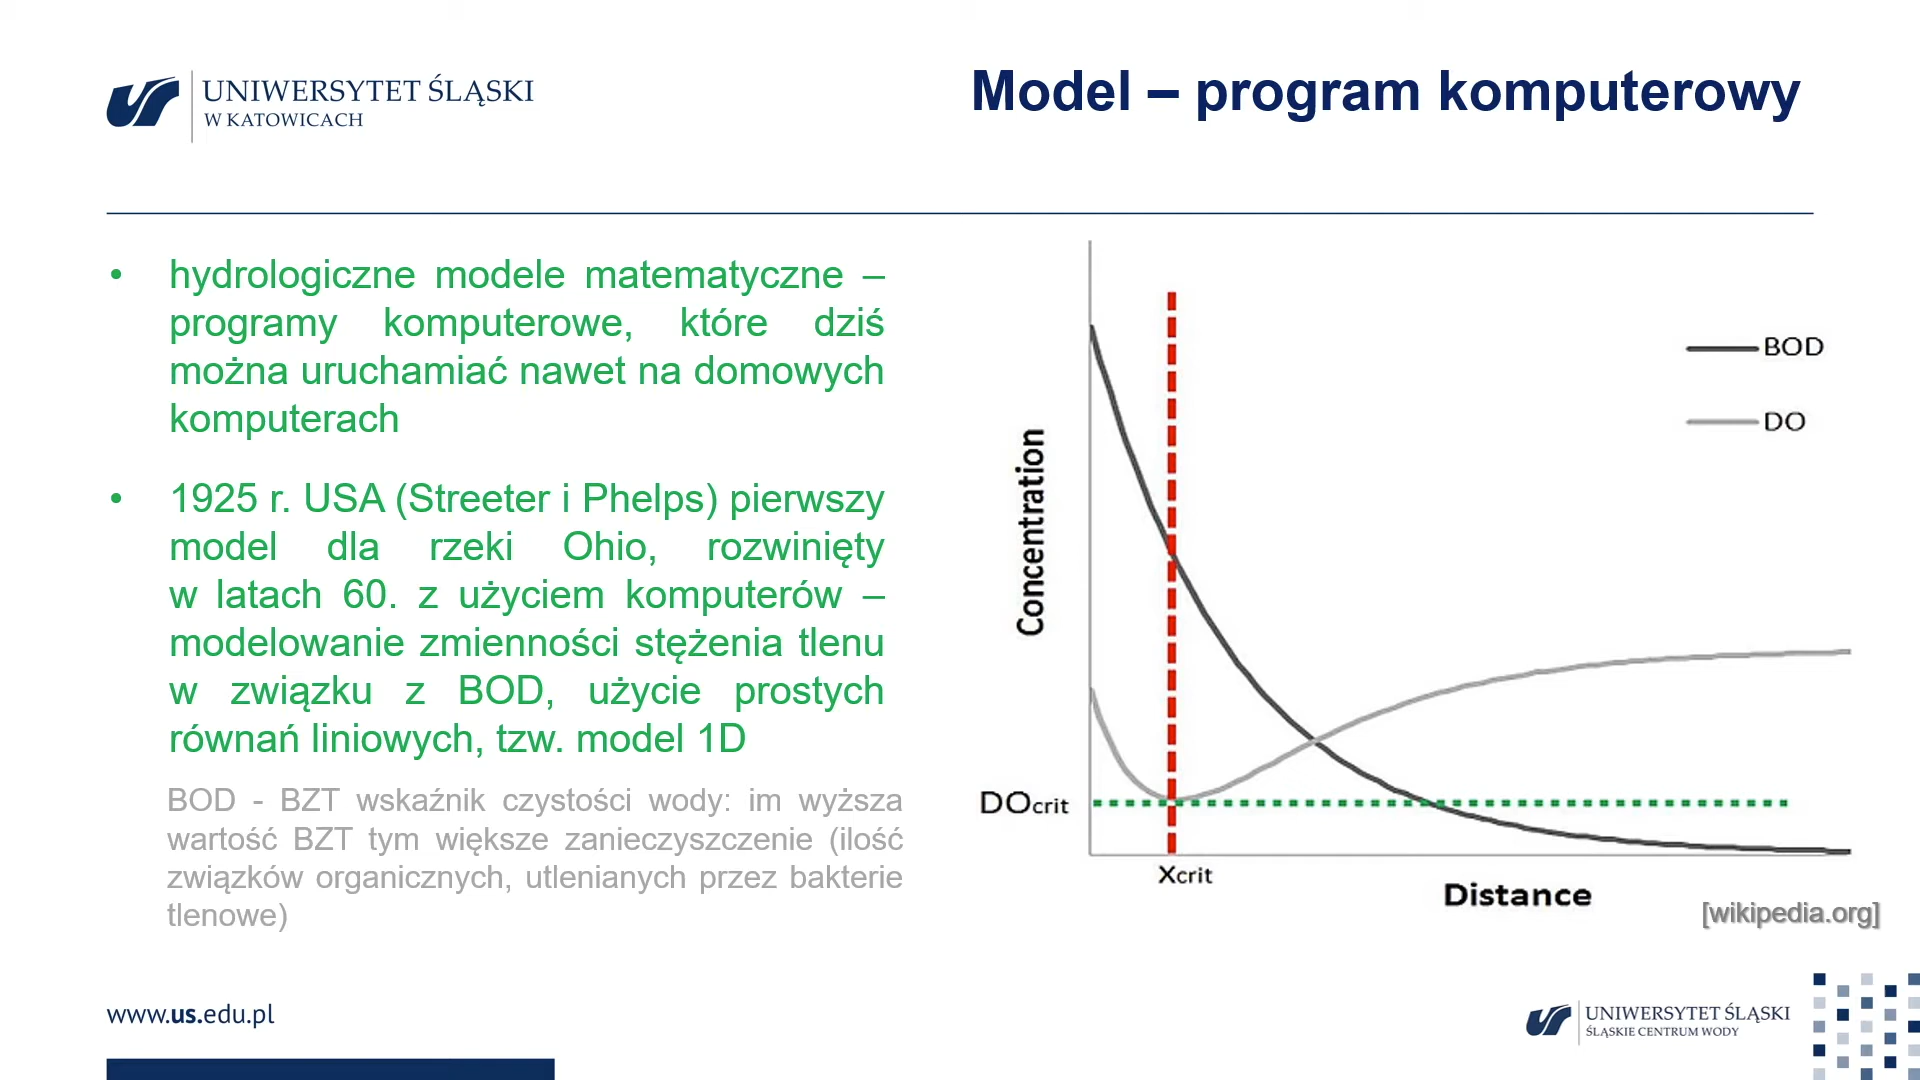 UNIWERSYTET ŚLĄSKI
W KATOWICACH
Model – program komputerowy
• hydrologiczne modele matematyczne –
programy komputerowe, które dziś
można uruchamiać nawet na domowych
komputerach
• 1925 r. USA (Streeter i Phelps) pierwszy
model dla rzeki Ohio, rozwinięty
w latach 60. z użyciem komputerów –
modelowanie zmienności stężenia tlenu
w związku z BOD, użycie prostych
równań liniowych, tzw. model 1D
BOD - BZT wskaźnik czystości wody: im wyższa
wartość BZT tym większe zanieczyszczenie (ilość
związków organicznych, utlenianych przez bakterie
tlenowe)
Concentration
BOD
DO
DOcrit
Xcrit
Distance
[wikipedia.org]
www.us.edu.pl
UNIWERSYTET ŚLĄSKI
ŚLĄSKIE CENTRUM WODY